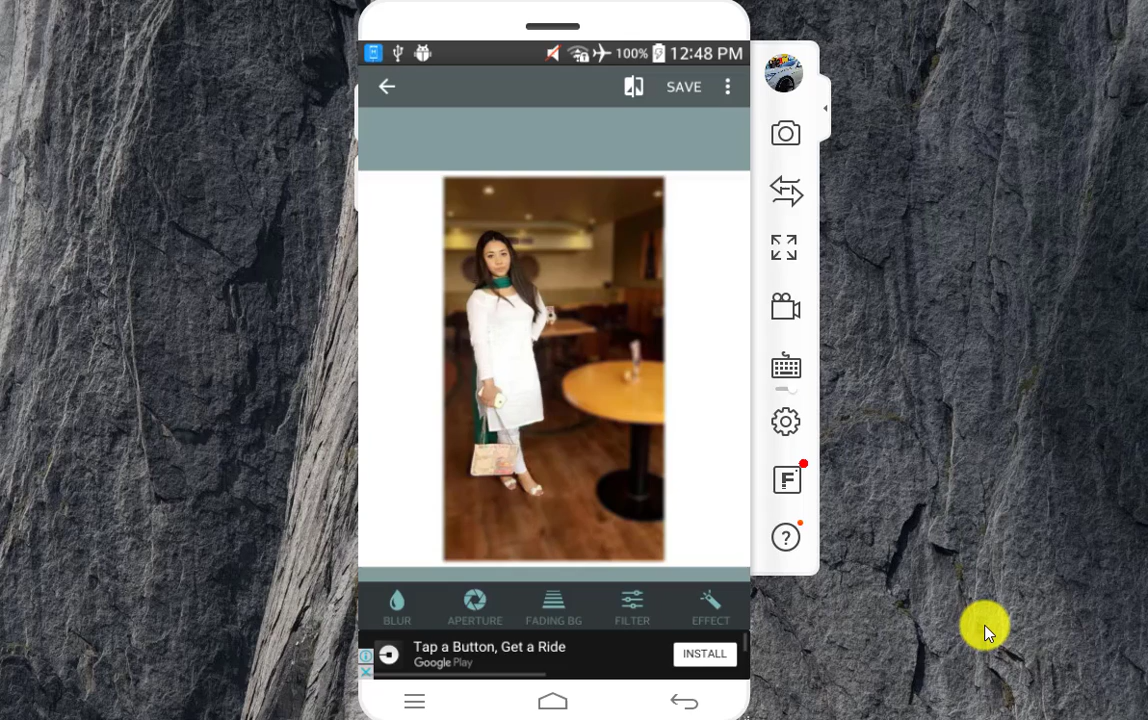 100% 12:48 PM
SAVE
BLUR APERTURE FADING BG FILTER EFFECT
Tap a Button, Get a Ride
Google Play
INSTALL
F
?